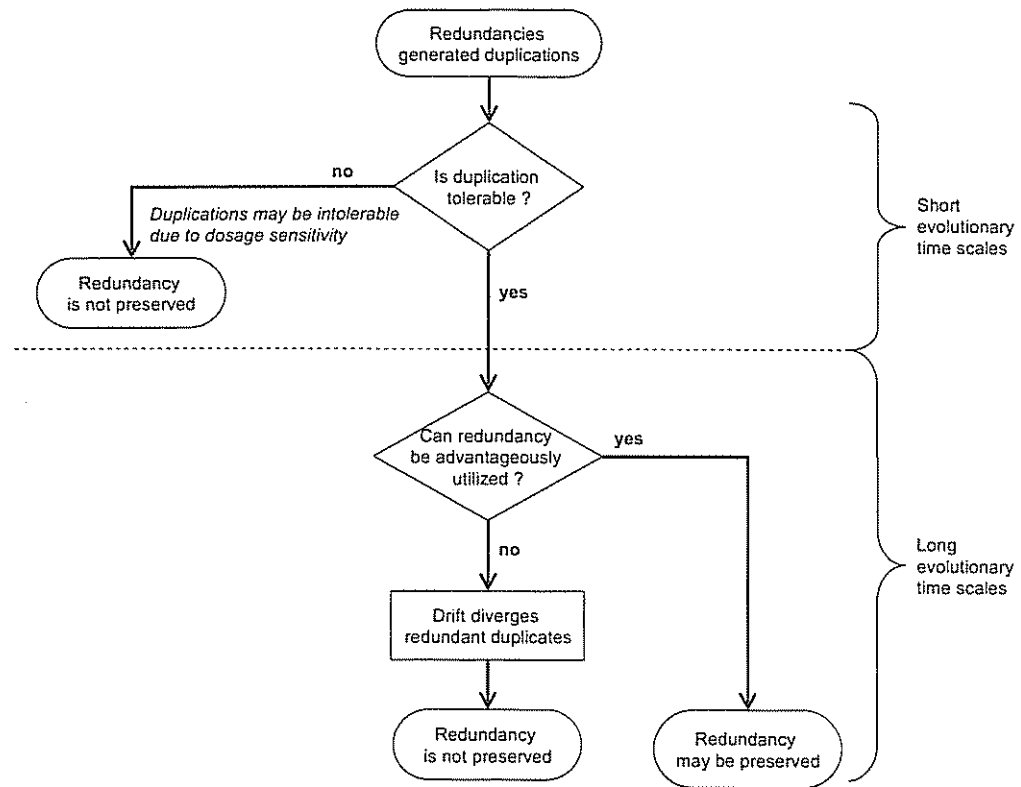 Redundancies
generated duplications
Is duplication
tolerable ?
no
Duplications may be intolerable
due to dosage sensitivity
Redundancy
is not preserved
yes
Short
evolutionary
time scales
Can redundancy
be advantageously
utilized ?
yes
no
Drift diverges
redundant duplicates
Redundancy
is not preserved
Redundancy
may be preserved
Long
evolutionary
time scales